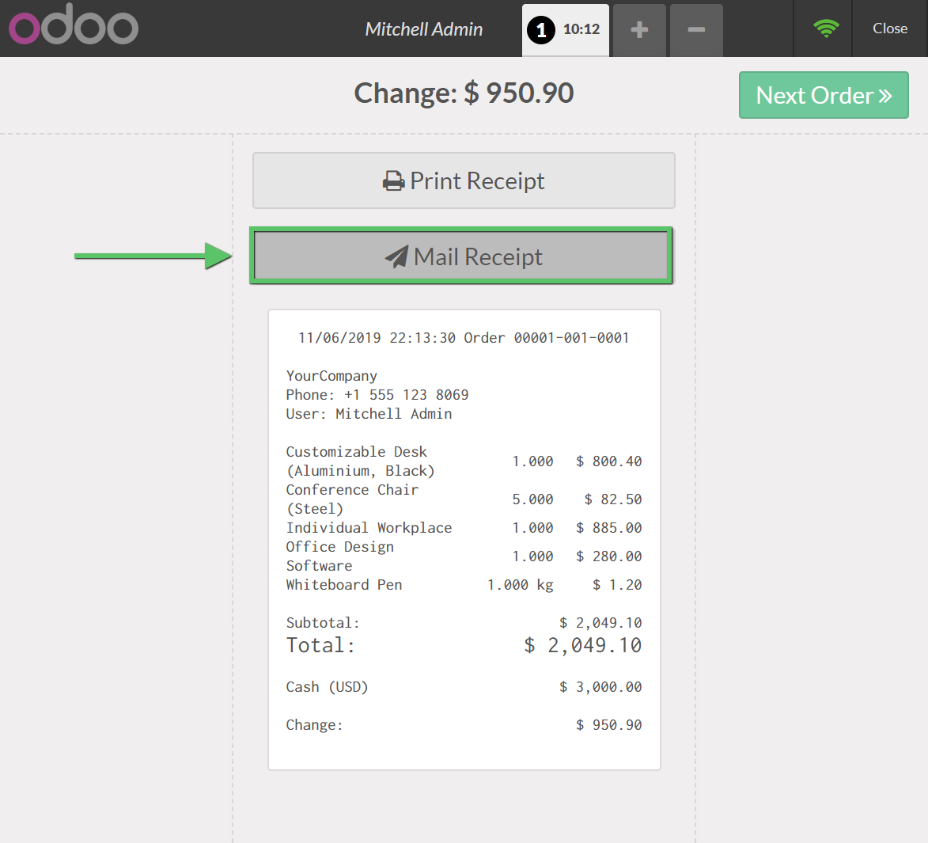 odoo
Mitchell Admin
1 10:12
+
-
Close
Change: $ 950.90
Next Order »
Print Receipt
Mail Receipt
11/06/2019 22:13:30 Order 00001-001-0001
YourCompany
Phone: +1 555 123 8069
User: Mitchell Admin
Customizable Desk
(Aluminium, Black) 1.000 $ 800.40
Conference Chair
(Steel) 5.000 $ 82.50
Individual Workplace 1.000 $ 885.00
Office Design
Software 1.000 $ 280.00
Whiteboard Pen 1.000 kg $ 1.20
Subtotal: $ 2,049.10
Total: $ 2,049.10
Cash (USD) $ 3,000.00
Change: $ 950.90